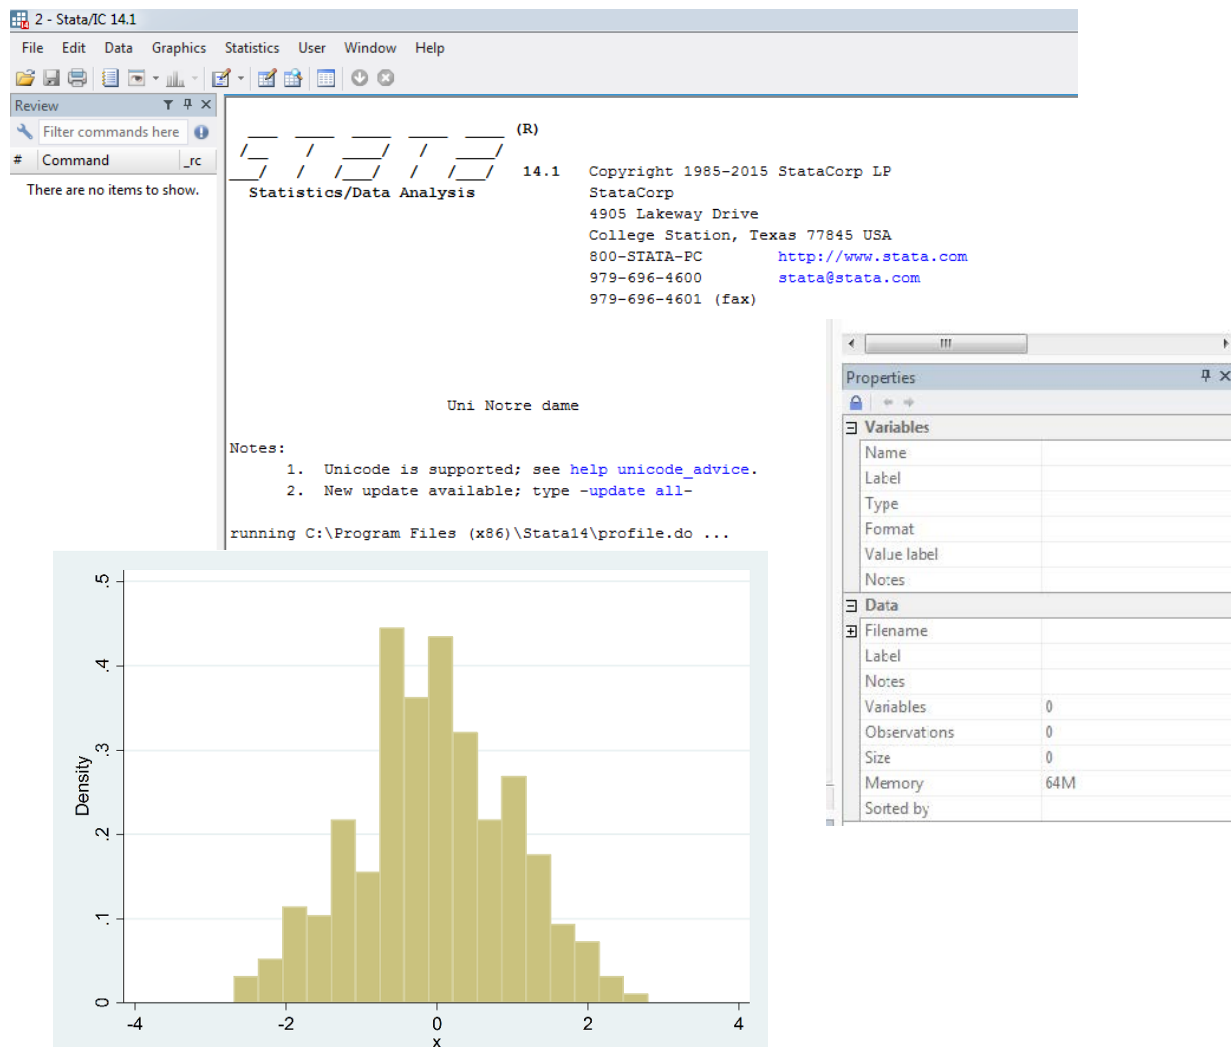 2 - Stata/IC 14.1
File Edit Data Graphics Statistics User Window Help
Review
Filter commands here
# Command _rc
There are no items to show.
STATA (R)
14.1 Copyright 1985-2015 StataCorp LP
Statistics/Data Analysis StataCorp
4905 Lakeway Drive
College Station, Texas 77845 USA
800-STATA-PC http://www.stata.com
979-696-4600 stata@stata.com
979-696-4601 (fax)
Uni Notre dame
Notes:
1. Unicode is supported; see help unicode_advice.
2. New update available; type -update all-
running C:\Program Files (x86)\Stata14\profile.do ...
Properties
Variables
Name
Label
Type
Format
Value label
Notes
Data
Filename
Label
Notes
Variables 0
Observations 0
Size 0
Memory 64M
Sorted by
Density
.5
.4
.3
.2
.1
0
-4 -2 0 2 4
x